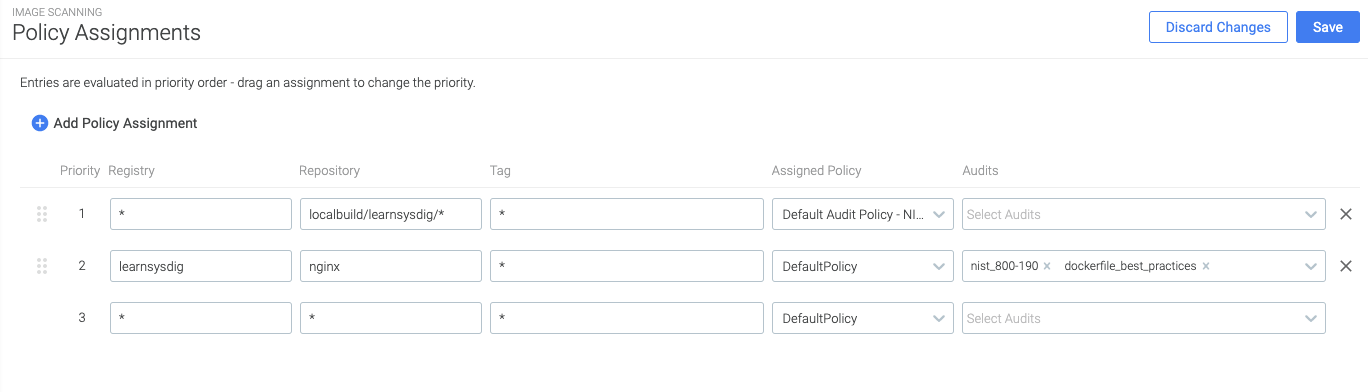 IMAGE SCANNING
Policy Assignments
Discard Changes
Save
Entries are evaluated in priority order - drag an assignment to change the priority.
Add Policy Assignment
Priority Registry Repository Tag Assigned Policy Audits
1 * localbuild/learnsysdig/* * Default Audit Policy - NI... Select Audits
2 learnsysdig nginx * DefaultPolicy nist_800-190 × dockerfile_best_practices ×
3 * * * DefaultPolicy Select Audits